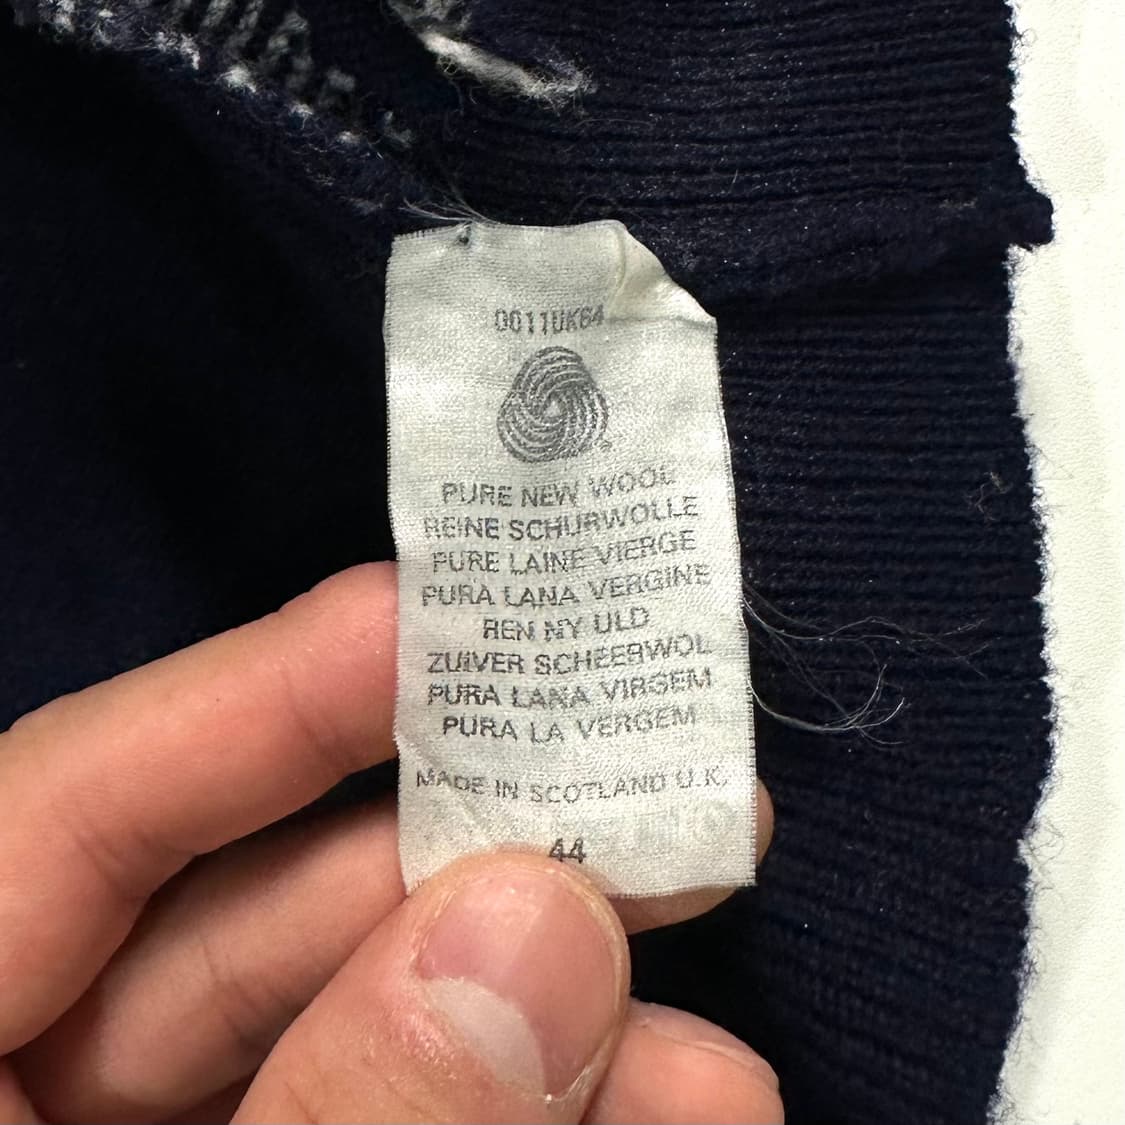 0011UK64
PURE NEW WOOL
REINE SCHURWOLLE
PURE LAINE VIERGE
PURA LANA VERGINE
REN NY ULD
ZUIVER SCHEERWOL
PURA LANA VIRGEM
PURA LA VERGEM
MADE IN SCOTLAND U.K.
44